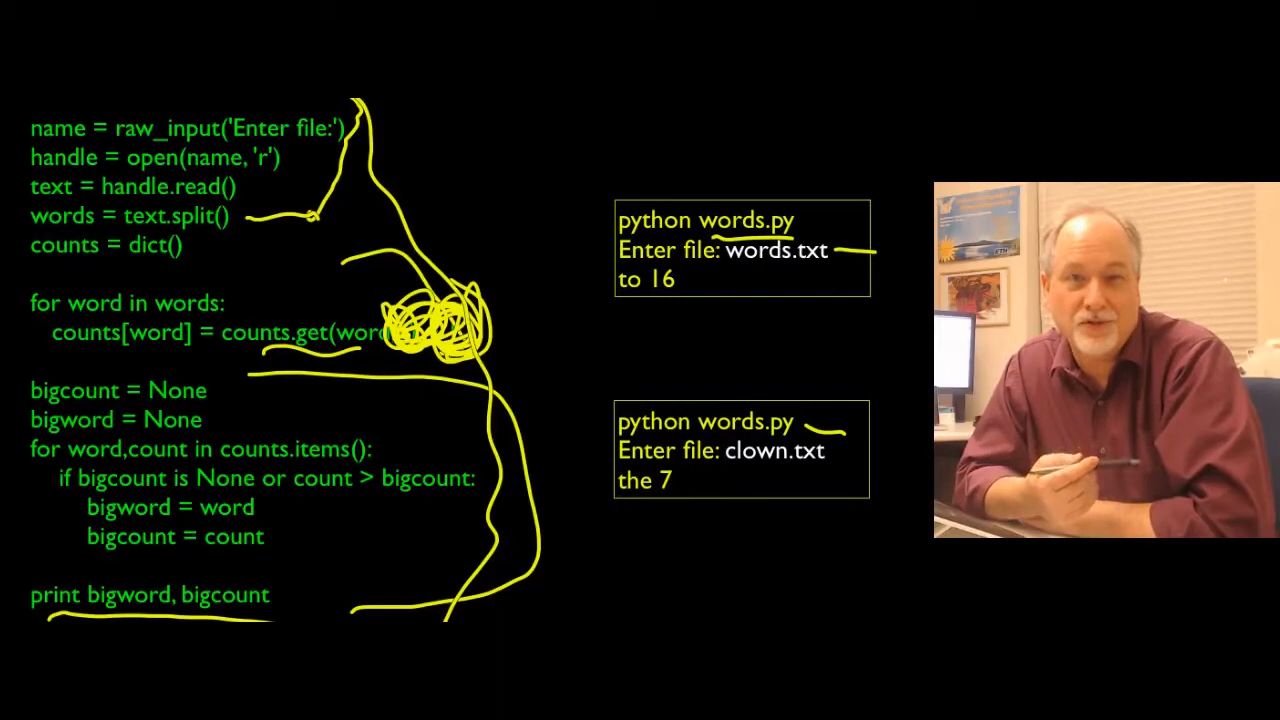 name = raw_input('Enter file:')
handle = open(name, 'r')
text = handle.read()
words = text.split()
counts = dict()
for word in words:
counts[word] = counts.get(word
bigcount = None
bigword = None
for word,count in counts.items():
if bigcount is None or count > bigcount:
bigword = word
bigcount = count
print bigword, bigcount
python words.py
Enter file: words.txt
to 16
python words.py
Enter file: clown.txt
the 7